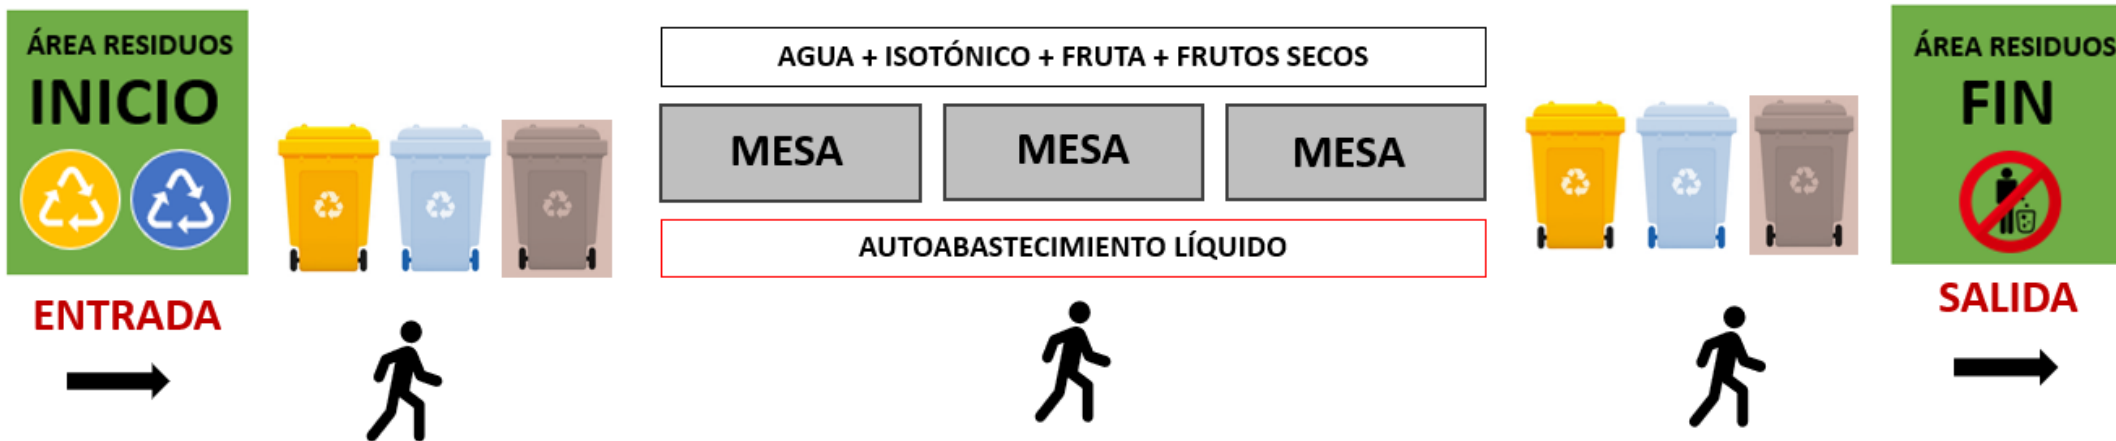 ÁREA RESIDUOS
INICIO
ENTRADA
AGUA + ISOTÓNICO + FRUTA + FRUTOS SECOS
MESA
MESA
MESA
AUTOABASTECIMIENTO LÍQUIDO
ÁREA RESIDUOS
FIN
SALIDA